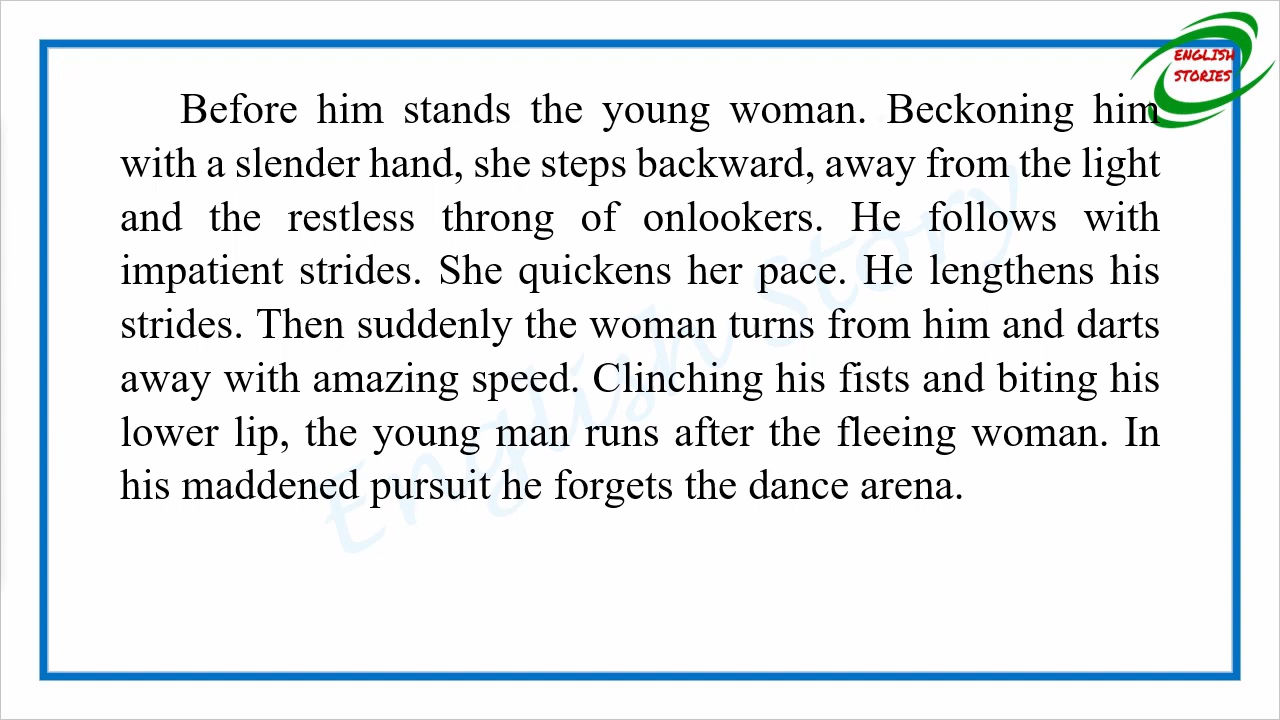 ENGLISH
STORIES
Before him stands the young woman. Beckoning him
with a slender hand, she steps backward, away from the light
and the restless throng of onlookers. He follows with
impatient strides. She quickens her pace. He lengthens his
strides. Then suddenly the woman turns from him and darts
away with amazing speed. Clinching his fists and biting his
lower lip, the young man runs after the fleeing woman. In
his maddened pursuit he forgets the dance arena.
English Story